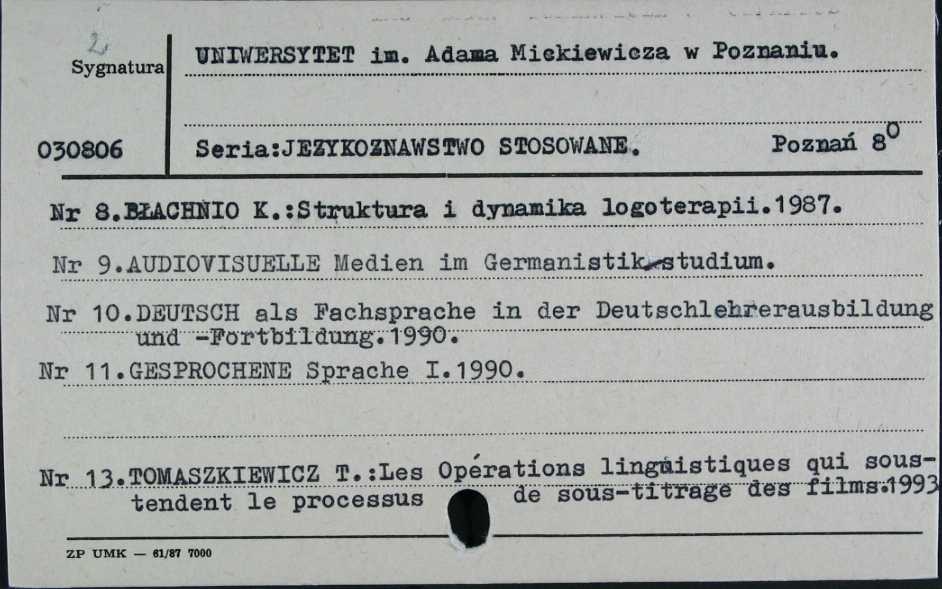 2
Sygnatura
UNIWERSYTET im. Adama Mickiewicza w Poznaniu.
030806
Seria:JEZYKOZNAWSTWO STOSOWANE. Poznań 8⁰
Nr 8.BŁACHNIO K.:Struktura i dynamika logoterapii.1987.
Nr 9.AUDIOVISUELLE Medien im Germanistik-studium.
Nr 10.DEUTSCH als Fachsprache in der Deutschlehrerausbildung
und -Fortbildung.1990.
Nr 11.GESPROCHENE Sprache I.1990.
Nr 13.TOMASZKIEWICZ T.:Les Opérations linguistiques qui sous-
tendent le processus de sous-titrage des films.1993
ZP UMK — 61/87 7000